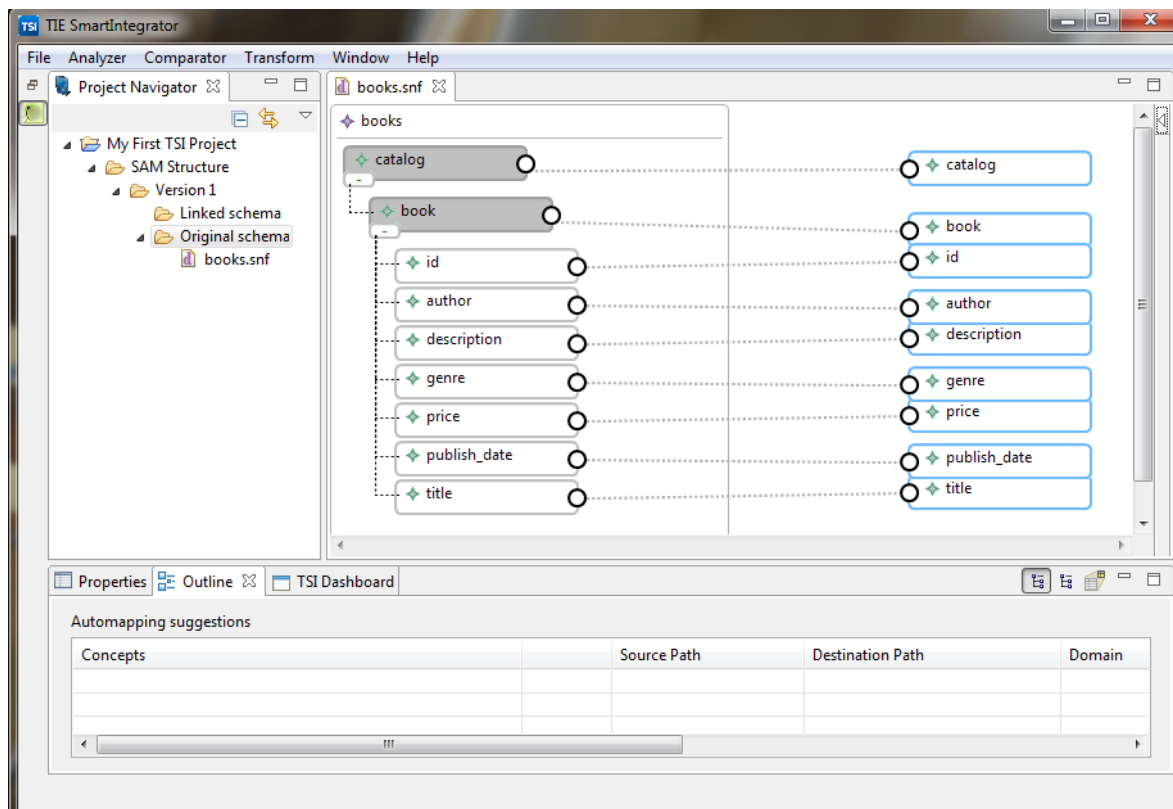 TSI TIE SmartIntegrator
File Analyzer Comparator Transform Window Help
Project Navigator
My First TSI Project
SAM Structure
Version 1
Linked schema
Original schema
books.snf
books.snf
books
catalog
-
book
-
id
author
description
genre
price
publish_date
title
catalog
book
id
author
description
genre
price
publish_date
title
Properties Outline TSI Dashboard
Automapping suggestions
Concepts Source Path Destination Path Domain